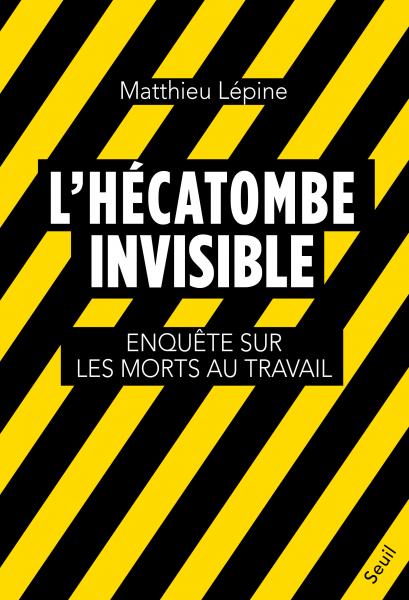 Matthieu Lépine
L'HÉCATOMBE
INVISIBLE
ENQUÊTE SUR
LES MORTS AU TRAVAIL
Seuil